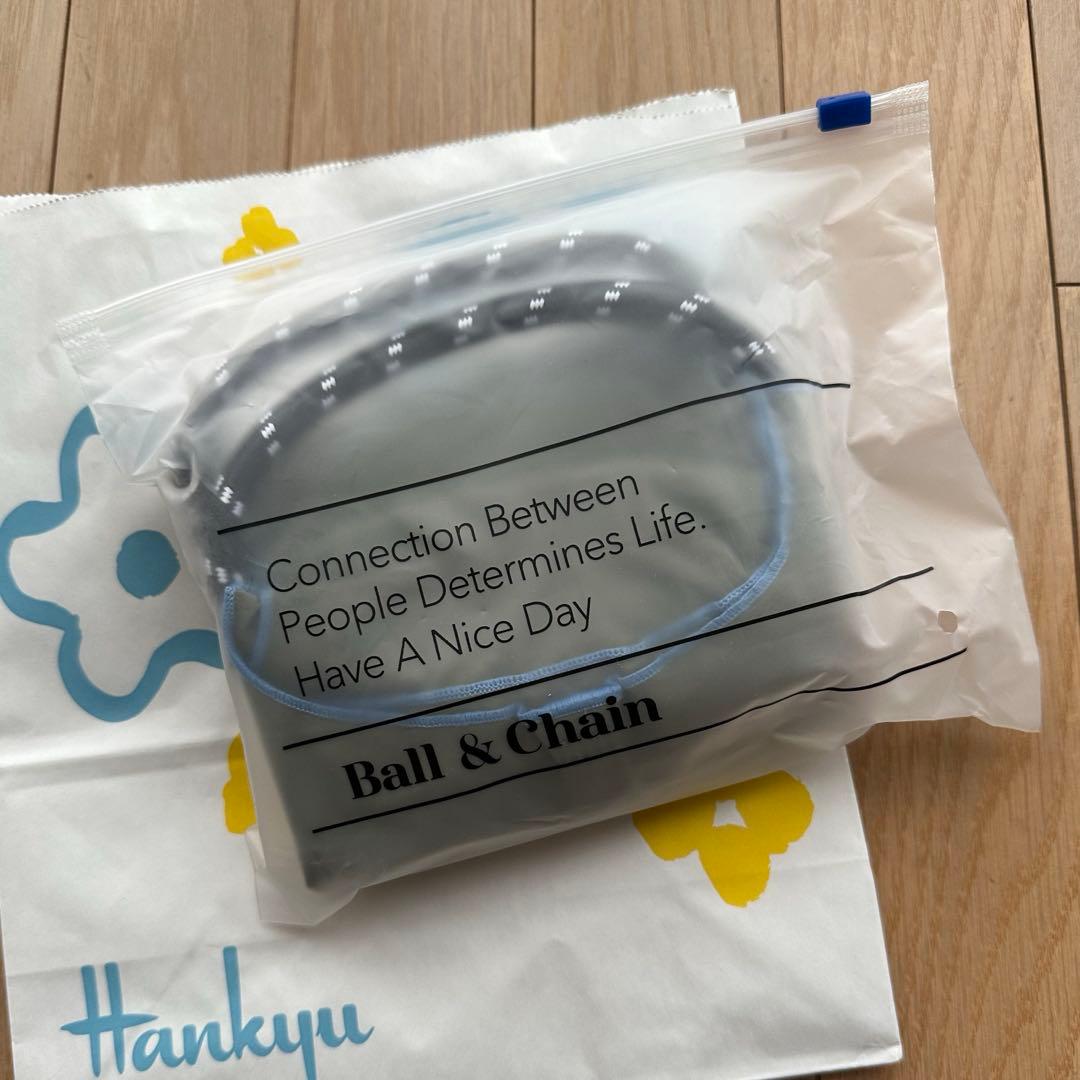 Connection Between
People Determines Life.
Have A Nice Day
Ball & Chain
Hankyu